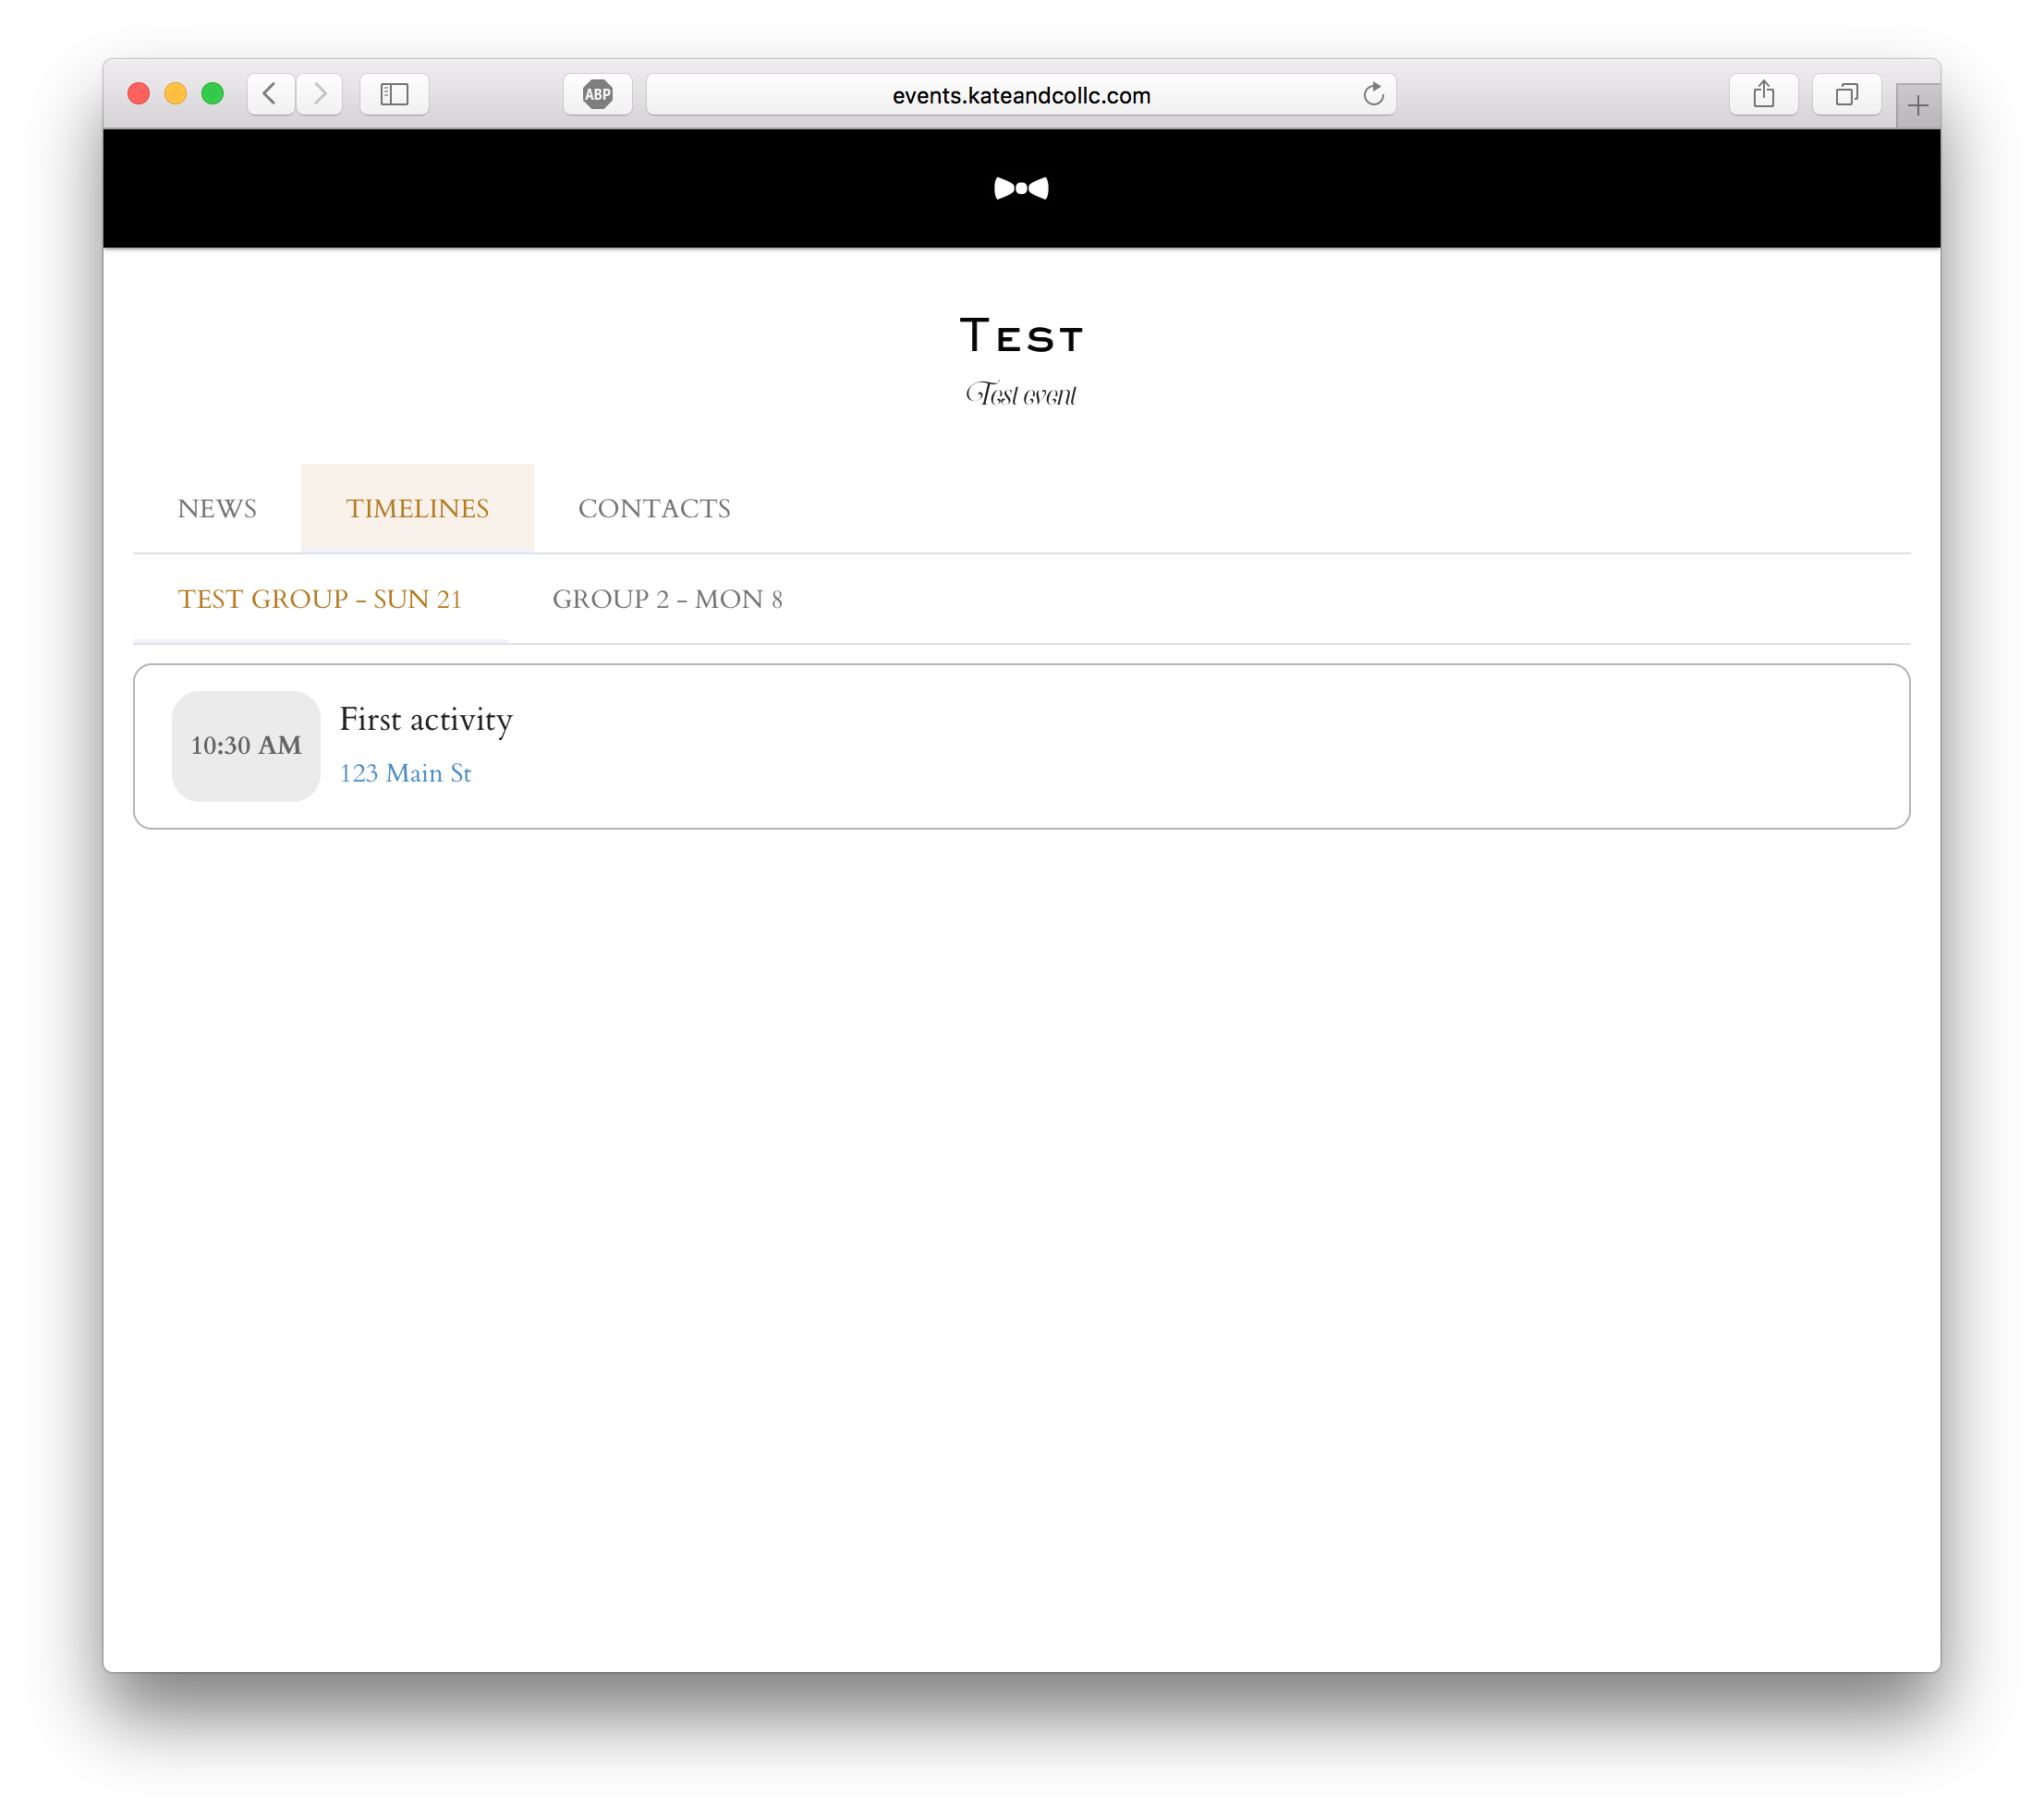 ABP
events.kateandcollc.com
Test
Test event
NEWS TIMELINES CONTACTS
TEST GROUP - SUN 21 GROUP 2 - MON 8
10:30 AM
First activity
123 Main St